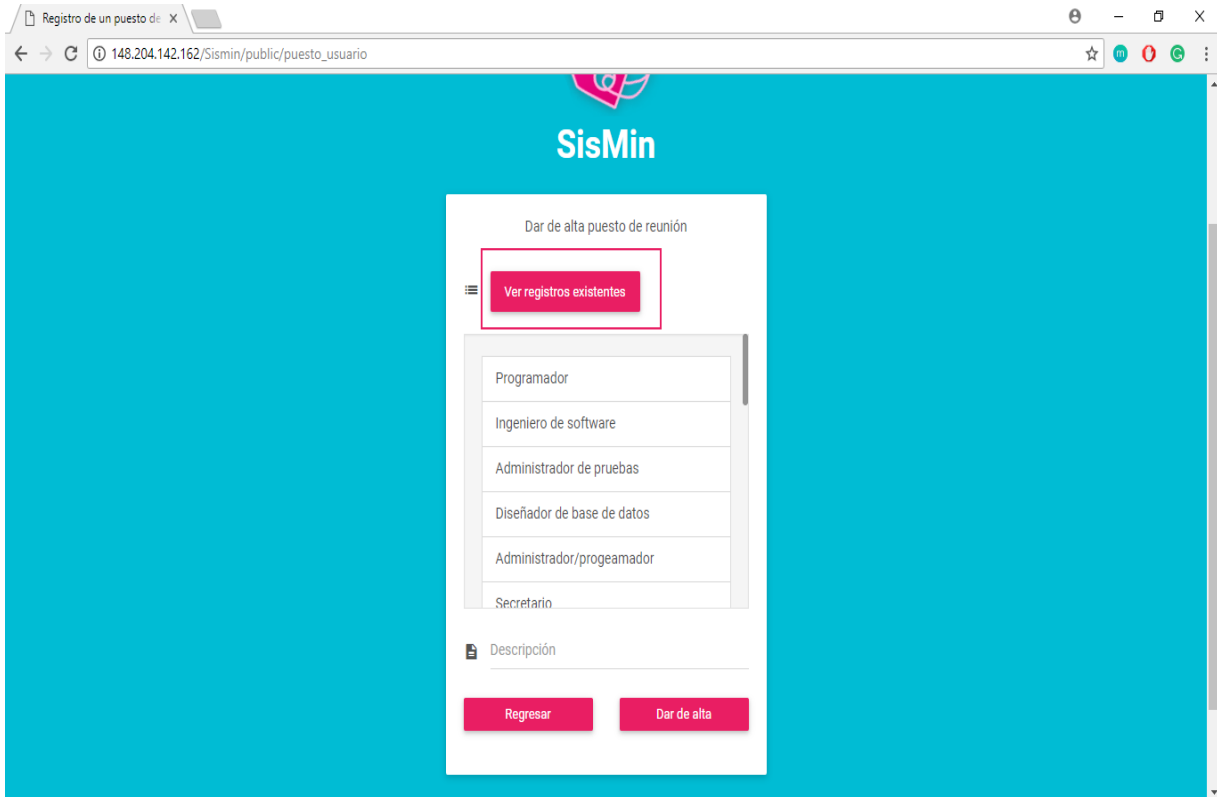 Registro de un puesto de
148.204.142.162/Sismin/public/puesto_usuario
SisMin
Dar de alta puesto de reunión
Ver registros existentes
Programador
Ingeniero de software
Administrador de pruebas
Diseñador de base de datos
Administrador/progeamador
Secretario
Descripción
Regresar
Dar de alta